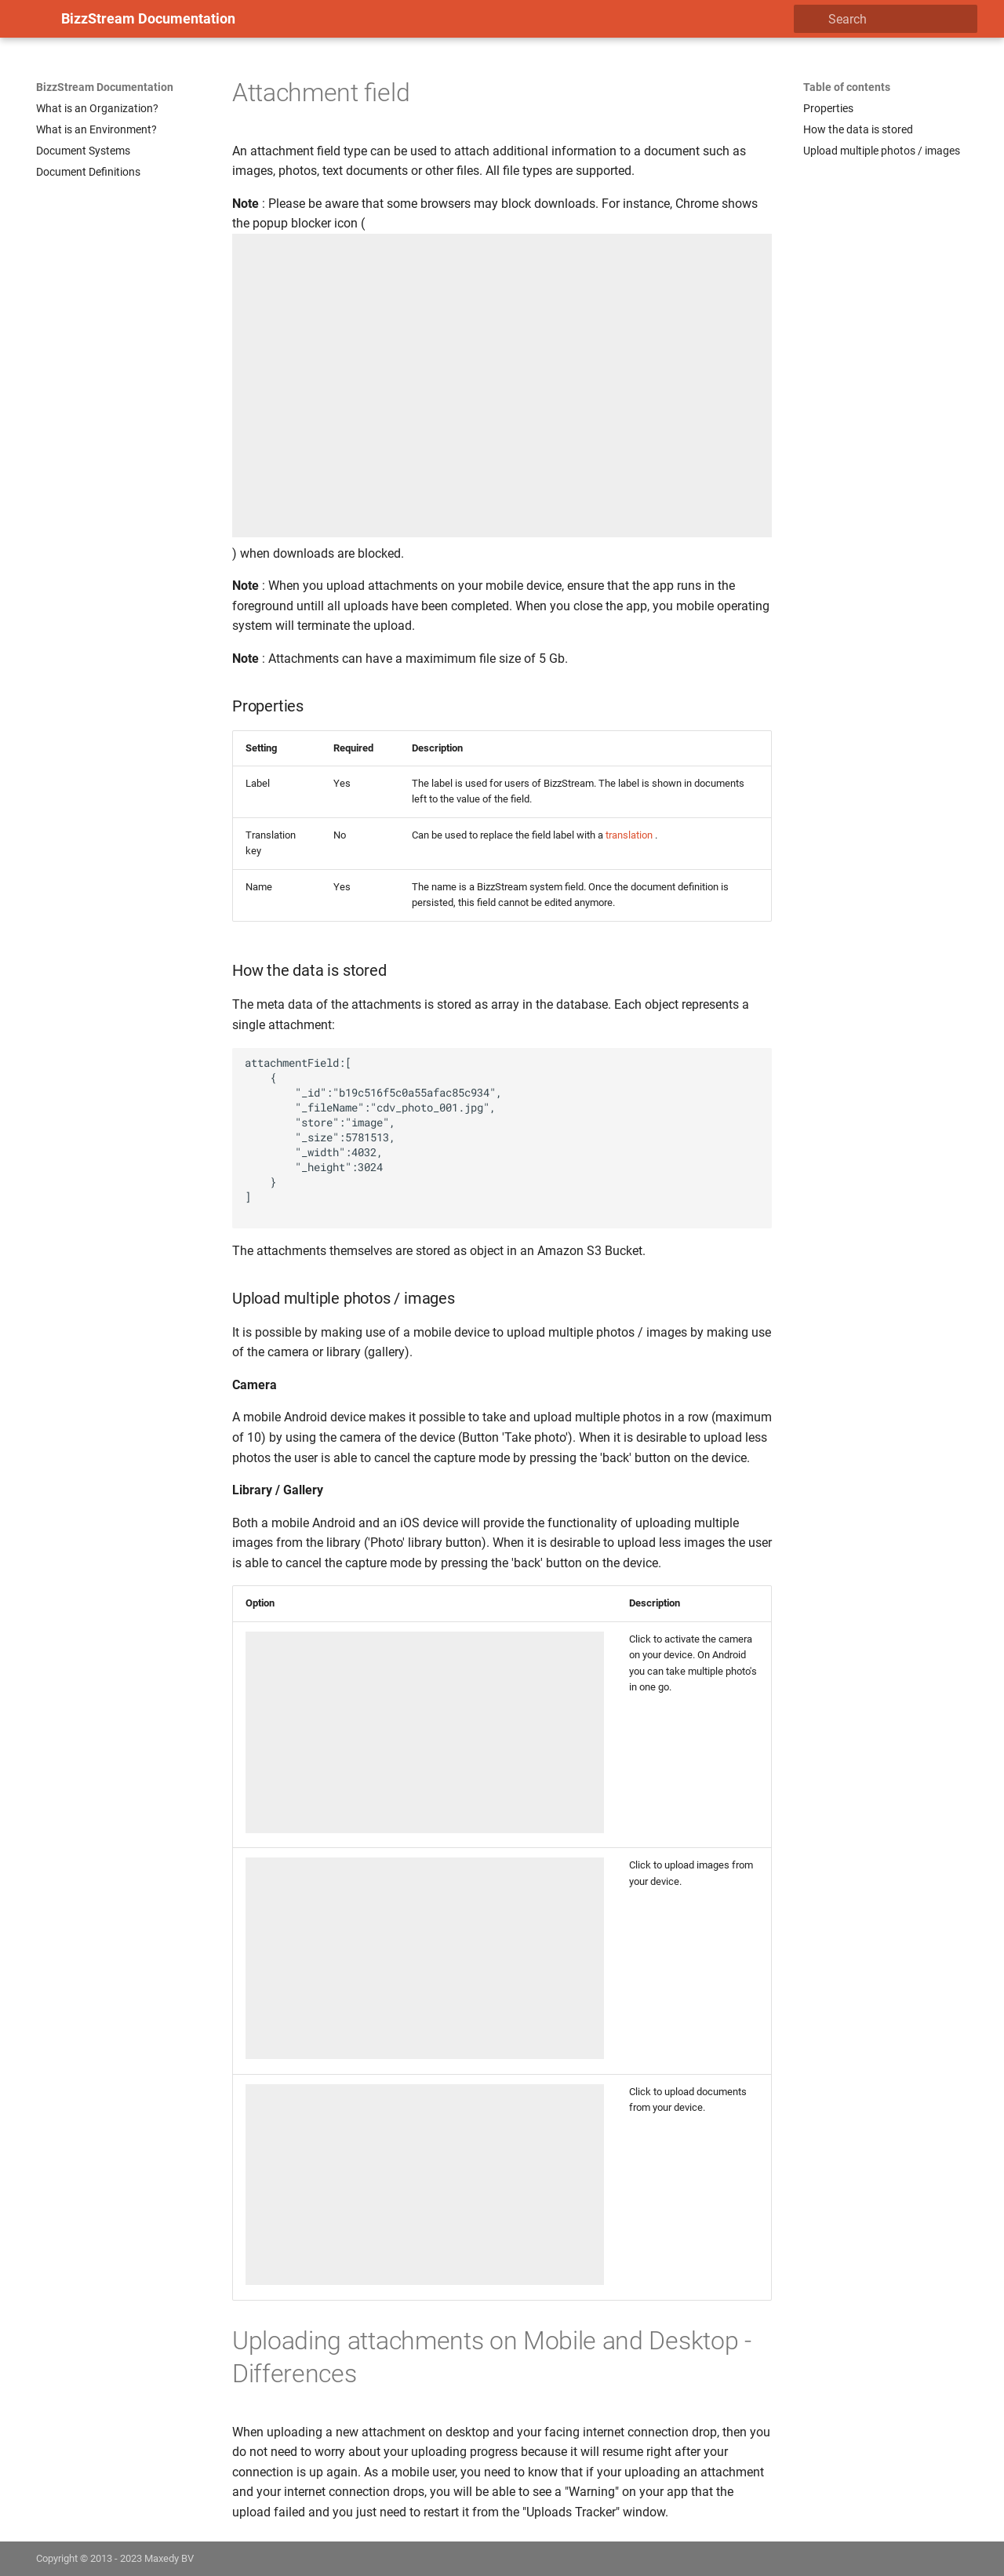 BizzStream Documentation
Search
BizzStream Documentation
What is an Organization?
What is an Environment?
Document Systems
Document Definitions
Table of contents
Properties
How the data is stored
Upload multiple photos / images
Attachment field
An attachment field type can be used to attach additional information to a document such as
images, photos, text documents or other files. All file types are supported.
Note : Please be aware that some browsers may block downloads. For instance, Chrome shows
the popup blocker icon (
) when downloads are blocked.
Note : When you upload attachments on your mobile device, ensure that the app runs in the
foreground untill all uploads have been completed. When you close the app, you mobile operating
system will terminate the upload.
Note : Attachments can have a maximimum file size of 5 Gb.
Properties
Setting Required Description
Label Yes The label is used for users of BizzStream. The label is shown in documents
left to the value of the field.
Translation No Can be used to replace the field label with a translation .
key
Name Yes The name is a BizzStream system field. Once the document definition is
persisted, this field cannot be edited anymore.
How the data is stored
The meta data of the attachments is stored as array in the database. Each object represents a
single attachment:
attachmentField:[
{
"_id":"b19c516f5c0a55afac85c934",
"_fileName":"cdv_photo_001.jpg",
"store":"image",
"_size":5781513,
"_width":4032,
"_height":3024
}
]
The attachments themselves are stored as object in an Amazon S3 Bucket.
Upload multiple photos / images
It is possible by making use of a mobile device to upload multiple photos / images by making use
of the camera or library (gallery).
Camera
A mobile Android device makes it possible to take and upload multiple photos in a row (maximum
of 10) by using the camera of the device (Button 'Take photo'). When it is desirable to upload less
photos the user is able to cancel the capture mode by pressing the 'back' button on the device.
Library / Gallery
Both a mobile Android and an iOS device will provide the functionality of uploading multiple
images from the library ('Photo' library button). When it is desirable to upload less images the user
is able to cancel the capture mode by pressing the 'back' button on the device.
Option Description
Click to activate the camera
on your device. On Android
you can take multiple photo's
in one go.
Click to upload images from
your device.
Click to upload documents
from your device.
Uploading attachments on Mobile and Desktop -
Differences
When uploading a new attachment on desktop and your facing internet connection drop, then you
do not need to worry about your uploading progress because it will resume right after your
connection is up again. As a mobile user, you need to know that if your uploading an attachment
and your internet connection drops, you will be able to see a "Warning" on your app that the
upload failed and you just need to restart it from the "Uploads Tracker" window.
Copyright © 2013 - 2023 Maxedy BV